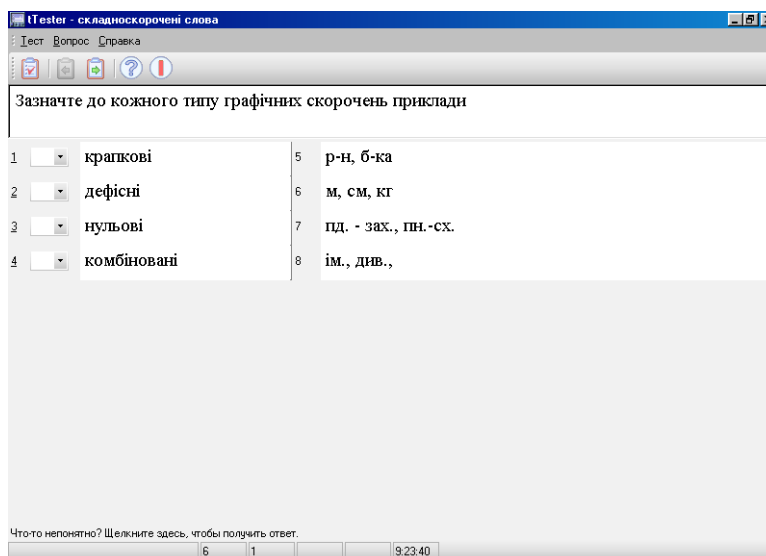 tTester - складноскорочені слова
Тест Вопрос Справка
Зазначте до кожного типу графічних скорочень приклади
1 крапкові 5 р-н, б-ка
2 дефісні 6 м, см, кг
3 нульові 7 пд. - зах., пн.-сх.
4 комбіновані 8 ім., див.,
Что-то непонятно? Щелкните здесь, чтобы получить ответ.
6 1 9:23:40